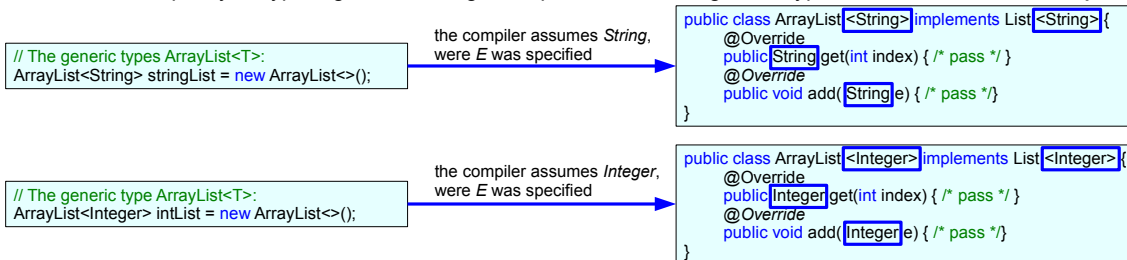 // The generic types ArrayList<T>:
ArrayList<String> stringList = new ArrayList<>();
the compiler assumes String,
were E was specified
public class ArrayList <String> implements List <String> {
@Override
public String get(int index) { /* pass */ }
@Override
public void add( String e) { /* pass */}
}
// The generic type ArrayList<T>:
ArrayList<Integer> intList = new ArrayList<>();
the compiler assumes Integer,
were E was specified
public class ArrayList <Integer> implements List <Integer> {
@Override
public Integer get(int index) { /* pass */ }
@Override
public void add( Integer e) { /* pass */}
}